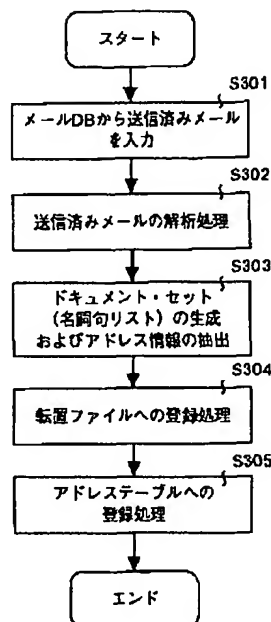 スタート
S301
メールDBから送信済みメール
を入力
S302
送信済みメールの解析処理
S303
ドキュメント・セット
(名詞句リスト)の生成
およびアドレス情報の抽出
S304
転置ファイルへの登録処理
S305
アドレステーブルへの
登録処理
エンド